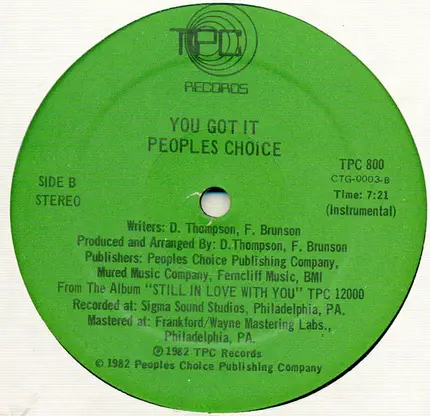 TPC
RECORDS
YOU GOT IT
PEOPLES CHOICE
TPC 800
CTG-0003-B
SIDE B
Time: 7:21
STEREO
(Instrumental)
Writers: D. Thompson, F. Brunson
Produced and Arranged By: D.Thompson, F. Brunson
Publishers: Peoples Choice Publishing Company,
Mured Music Company, Ferncliff Music, BMI
From The Album "STILL IN LOVE WITH YOU" TPC 12000
Recorded at: Sigma Sound Studios, Philadelphia, PA.
Mastered at: Frankford/Wayne Mastering Labs.,
Philadelphia, PA.
℗ 1982 TPC Records
© 1982 Peoples Choice Publishing Company